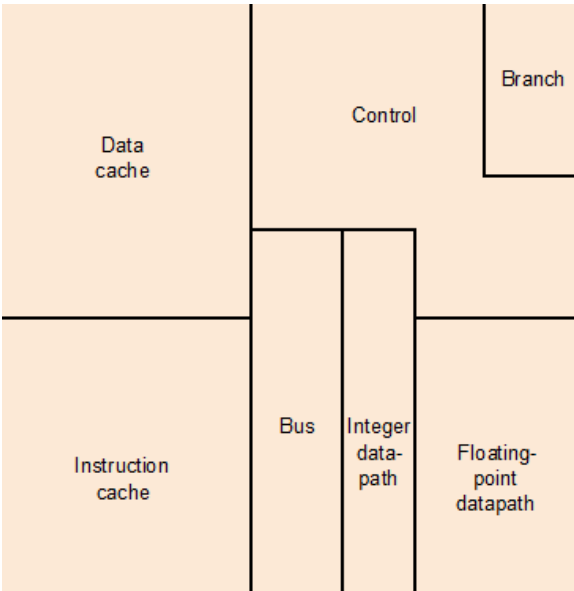 Data
cache
Control
Branch
Instruction
cache
Bus
Integer
data-
path
Floating-
point
datapath